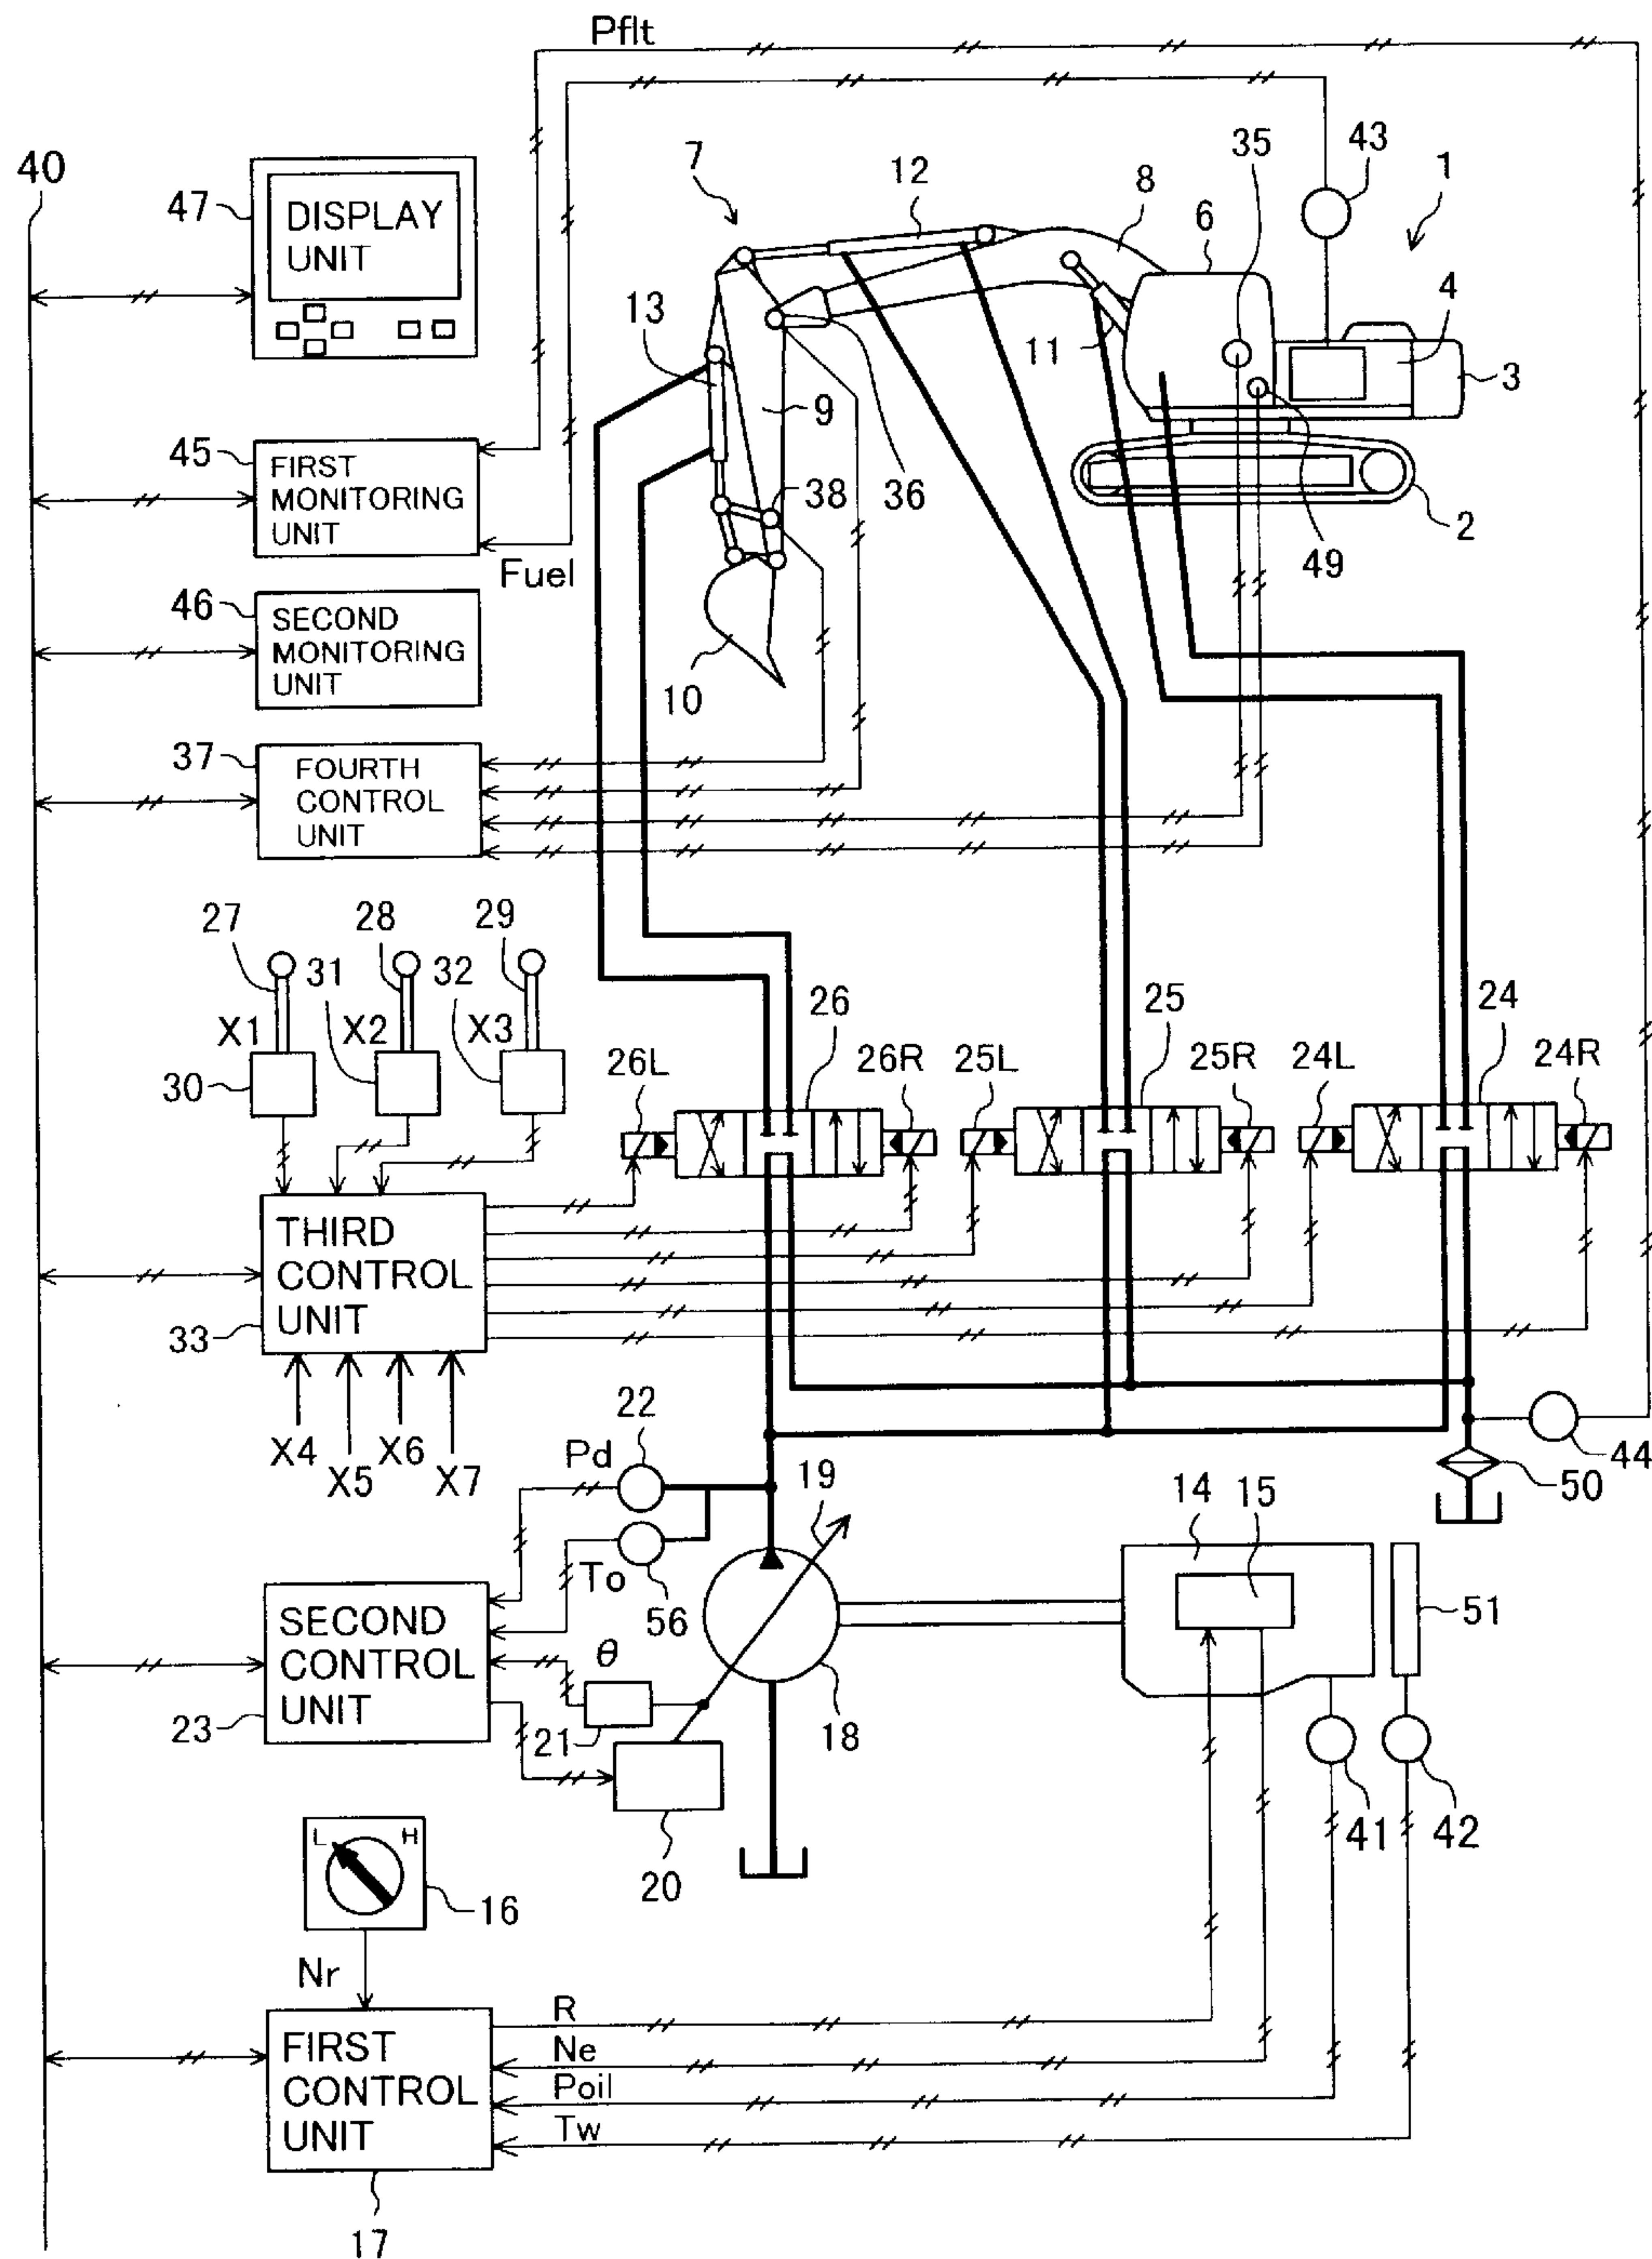 Pflt
40
47
DISPLAY
UNIT
7
12
8
6
35
43
1
13
4
3
11
9
45
FIRST
MONITORING
UNIT
Fuel
38
36
2
49
46
SECOND
MONITORING
UNIT
10
37
FOURTH
CONTROL
UNIT
27
28
29
31
32
X1
X2
X3
30
26
25
24
26L
26R
25L
25R
24L
24R
THIRD
CONTROL
UNIT
33
X4
X5
X6
X7
22
Pd
19
44
50
14
15
To
56
51
SECOND
CONTROL
UNIT
23
θ
21
18
20
41
42
L
H
16
Nr
FIRST
CONTROL
UNIT
R
Ne
Poil
Tw
17